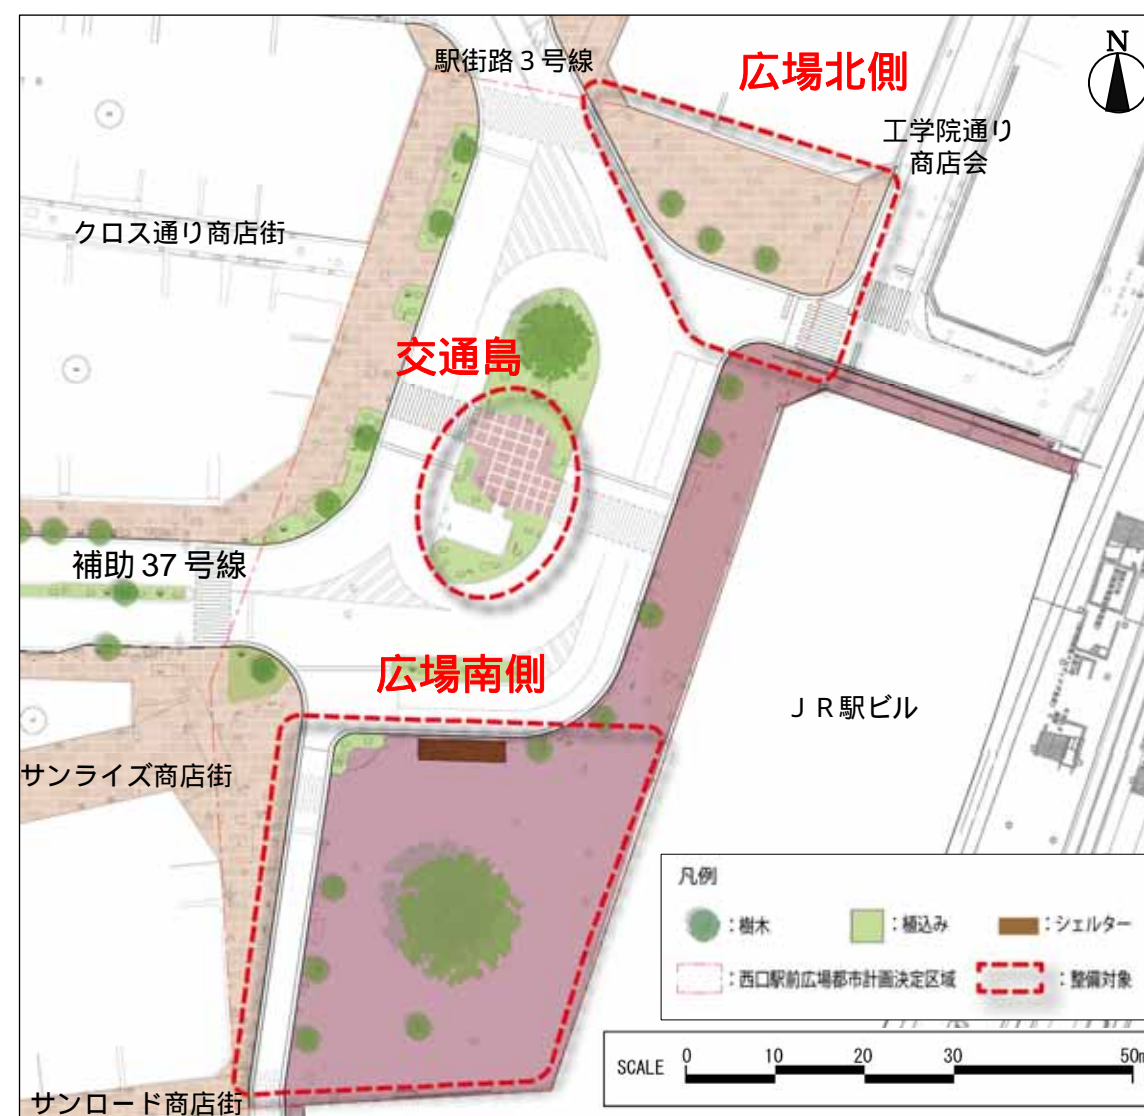 駅街路3号線
広場北側
N
工学院通り
商店会
クロス通り商店街
交通島
補助37号線
広場南側
JR駅ビル
サンライズ商店街
凡例
：樹木
：植込み
：シェルター
：西口駅前広場都市計画決定区域
：整備対象
SCALE 0 10 20 30 50m
サンロード商店街